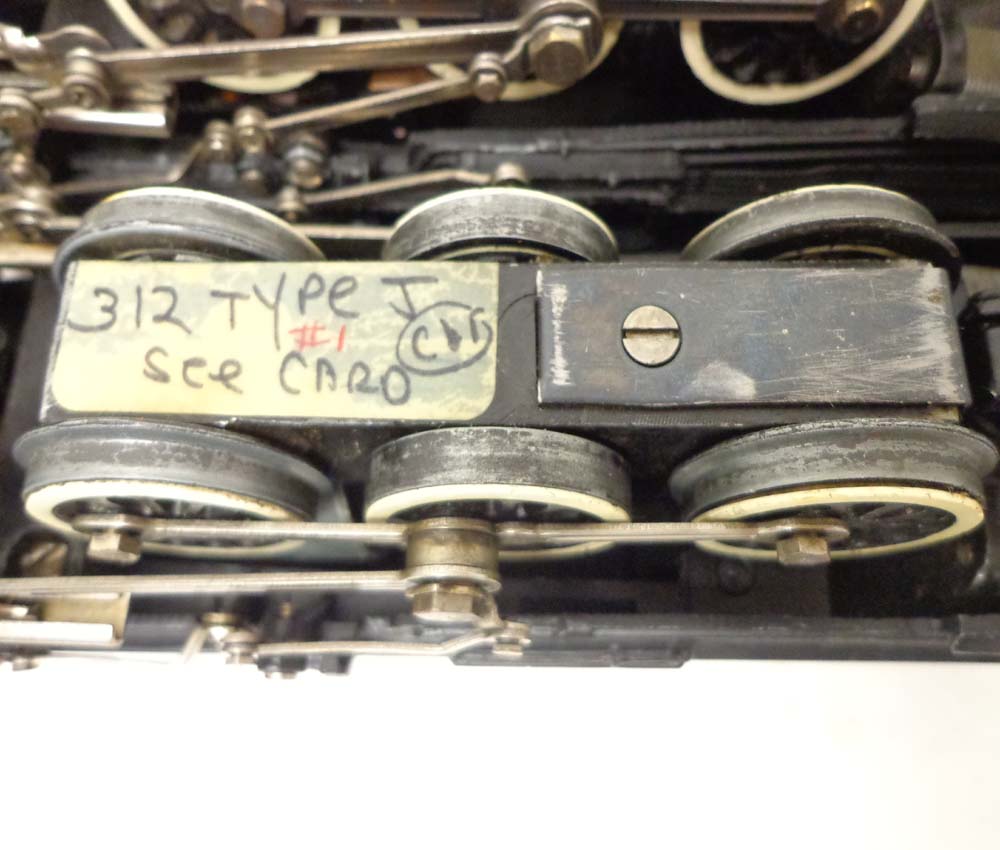 312 TYPe J
#1
See CARD